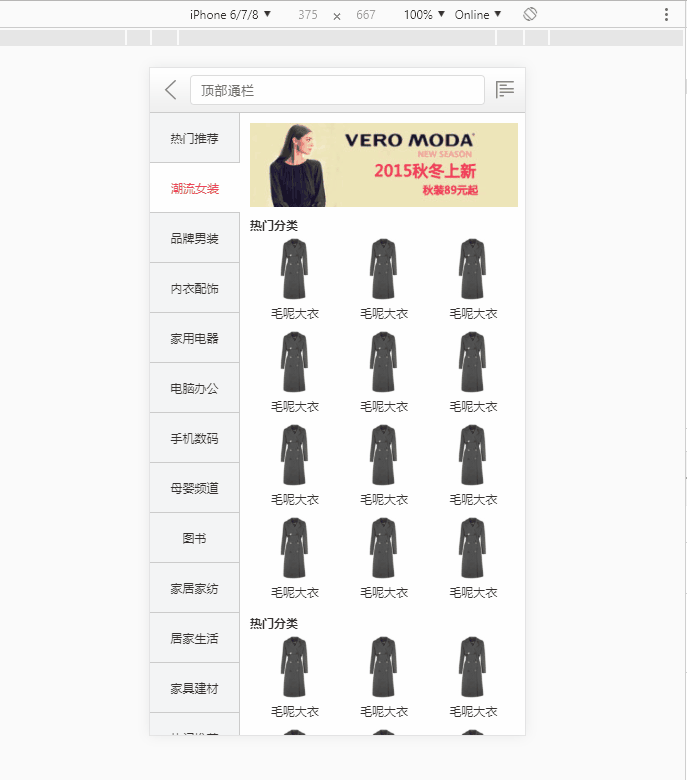 iPhone 6/7/8 ▼ 375 × 667 100% ▼ Online ▼
顶部通栏
热门推荐
潮流女装
品牌男装
内衣配饰
家用电器
电脑办公
手机数码
母婴频道
图书
家居家纺
居家生活
家具建材
热门推荐
VERO MODA
NEW SEASON
2015秋冬上新
秋装89元起
热门分类
毛呢大衣 毛呢大衣 毛呢大衣
毛呢大衣 毛呢大衣 毛呢大衣
毛呢大衣 毛呢大衣 毛呢大衣
毛呢大衣 毛呢大衣 毛呢大衣
热门分类
毛呢大衣 毛呢大衣 毛呢大衣